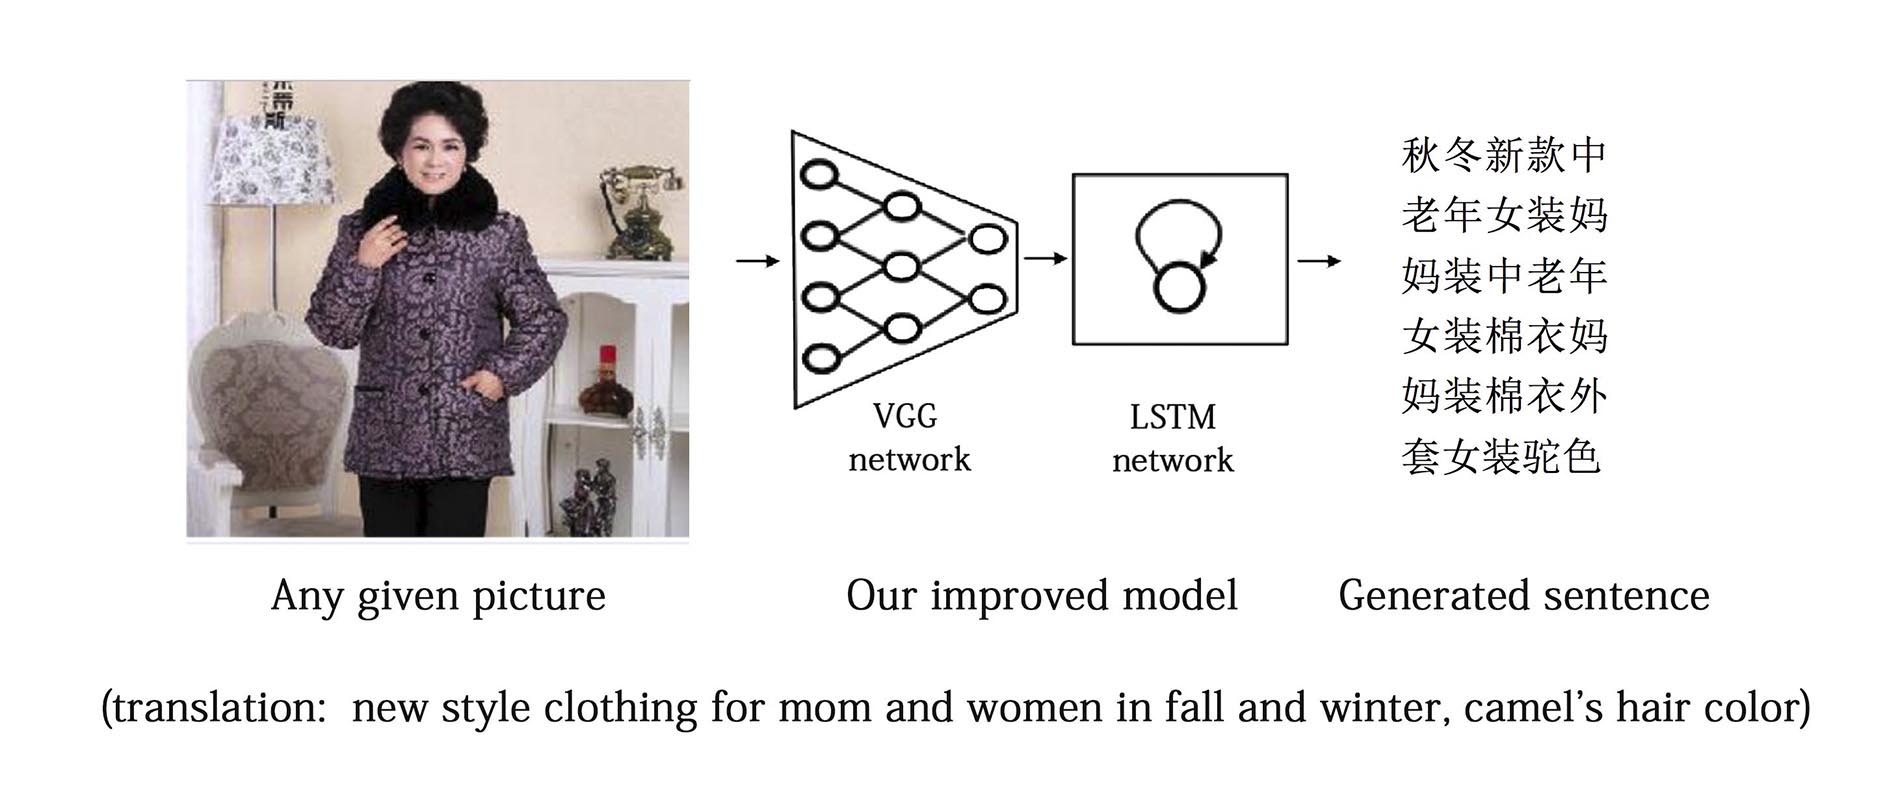 秋冬新款中
老年女装妈
妈装中老年
女装棉衣妈
妈装棉衣外
套女装驼色
VGG
network
LSTM
network
Any given picture
Our improved model
Generated sentence
(translation:  new style clothing for mom and women in fall and winter, camel's hair color)